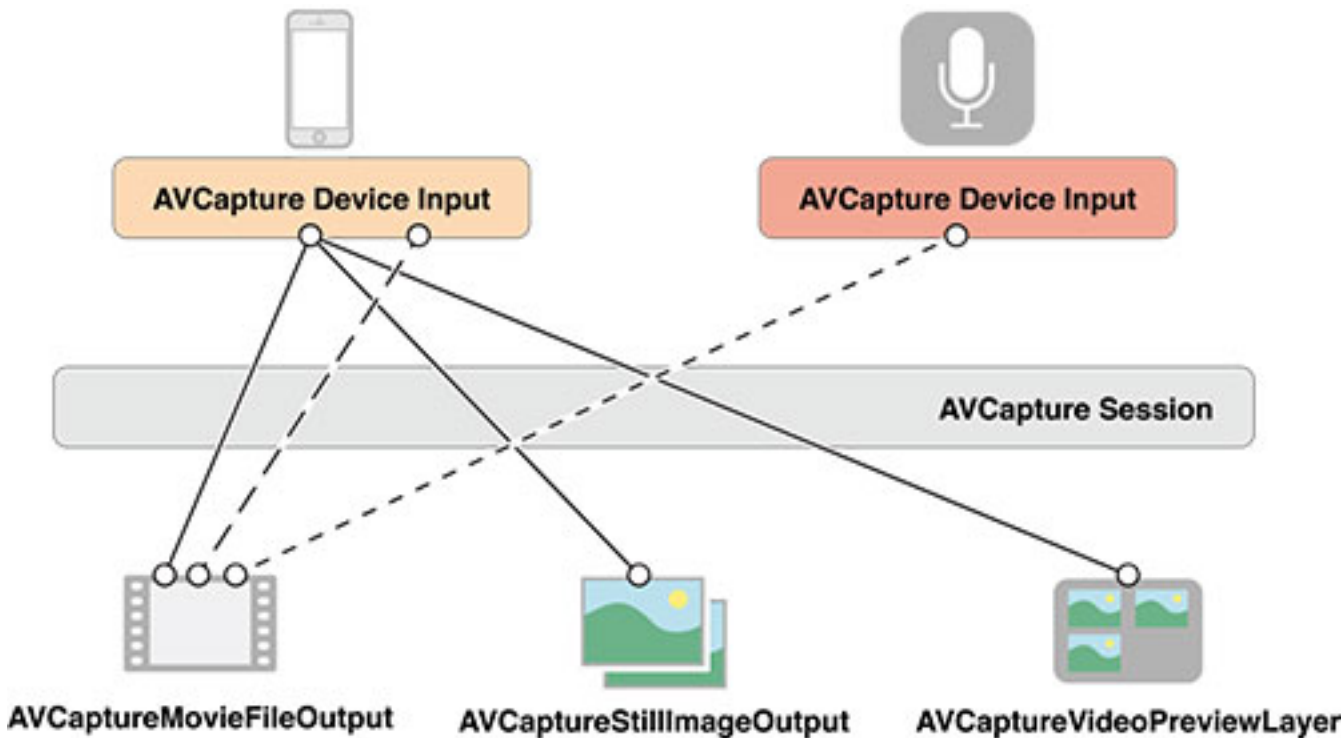 AVCapture Device Input
AVCapture Device Input
AVCapture Session
AVCaptureMovieFileOutput
AVCaptureStillImageOutput
AVCaptureVideoPreviewLayer